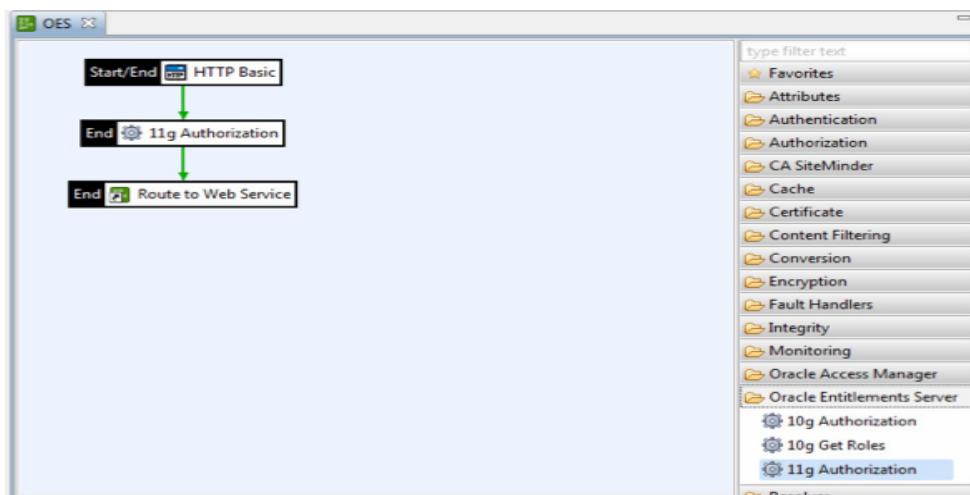 OES
Start/End HTTP Basic
End 11g Authorization
End Route to Web Service
type filter text
Favorites
Attributes
Authentication
Authorization
CA SiteMinder
Cache
Certificate
Content Filtering
Conversion
Encryption
Fault Handlers
Integrity
Monitoring
Oracle Access Manager
Oracle Entitlements Server
10g Authorization
10g Get Roles
11g Authorization